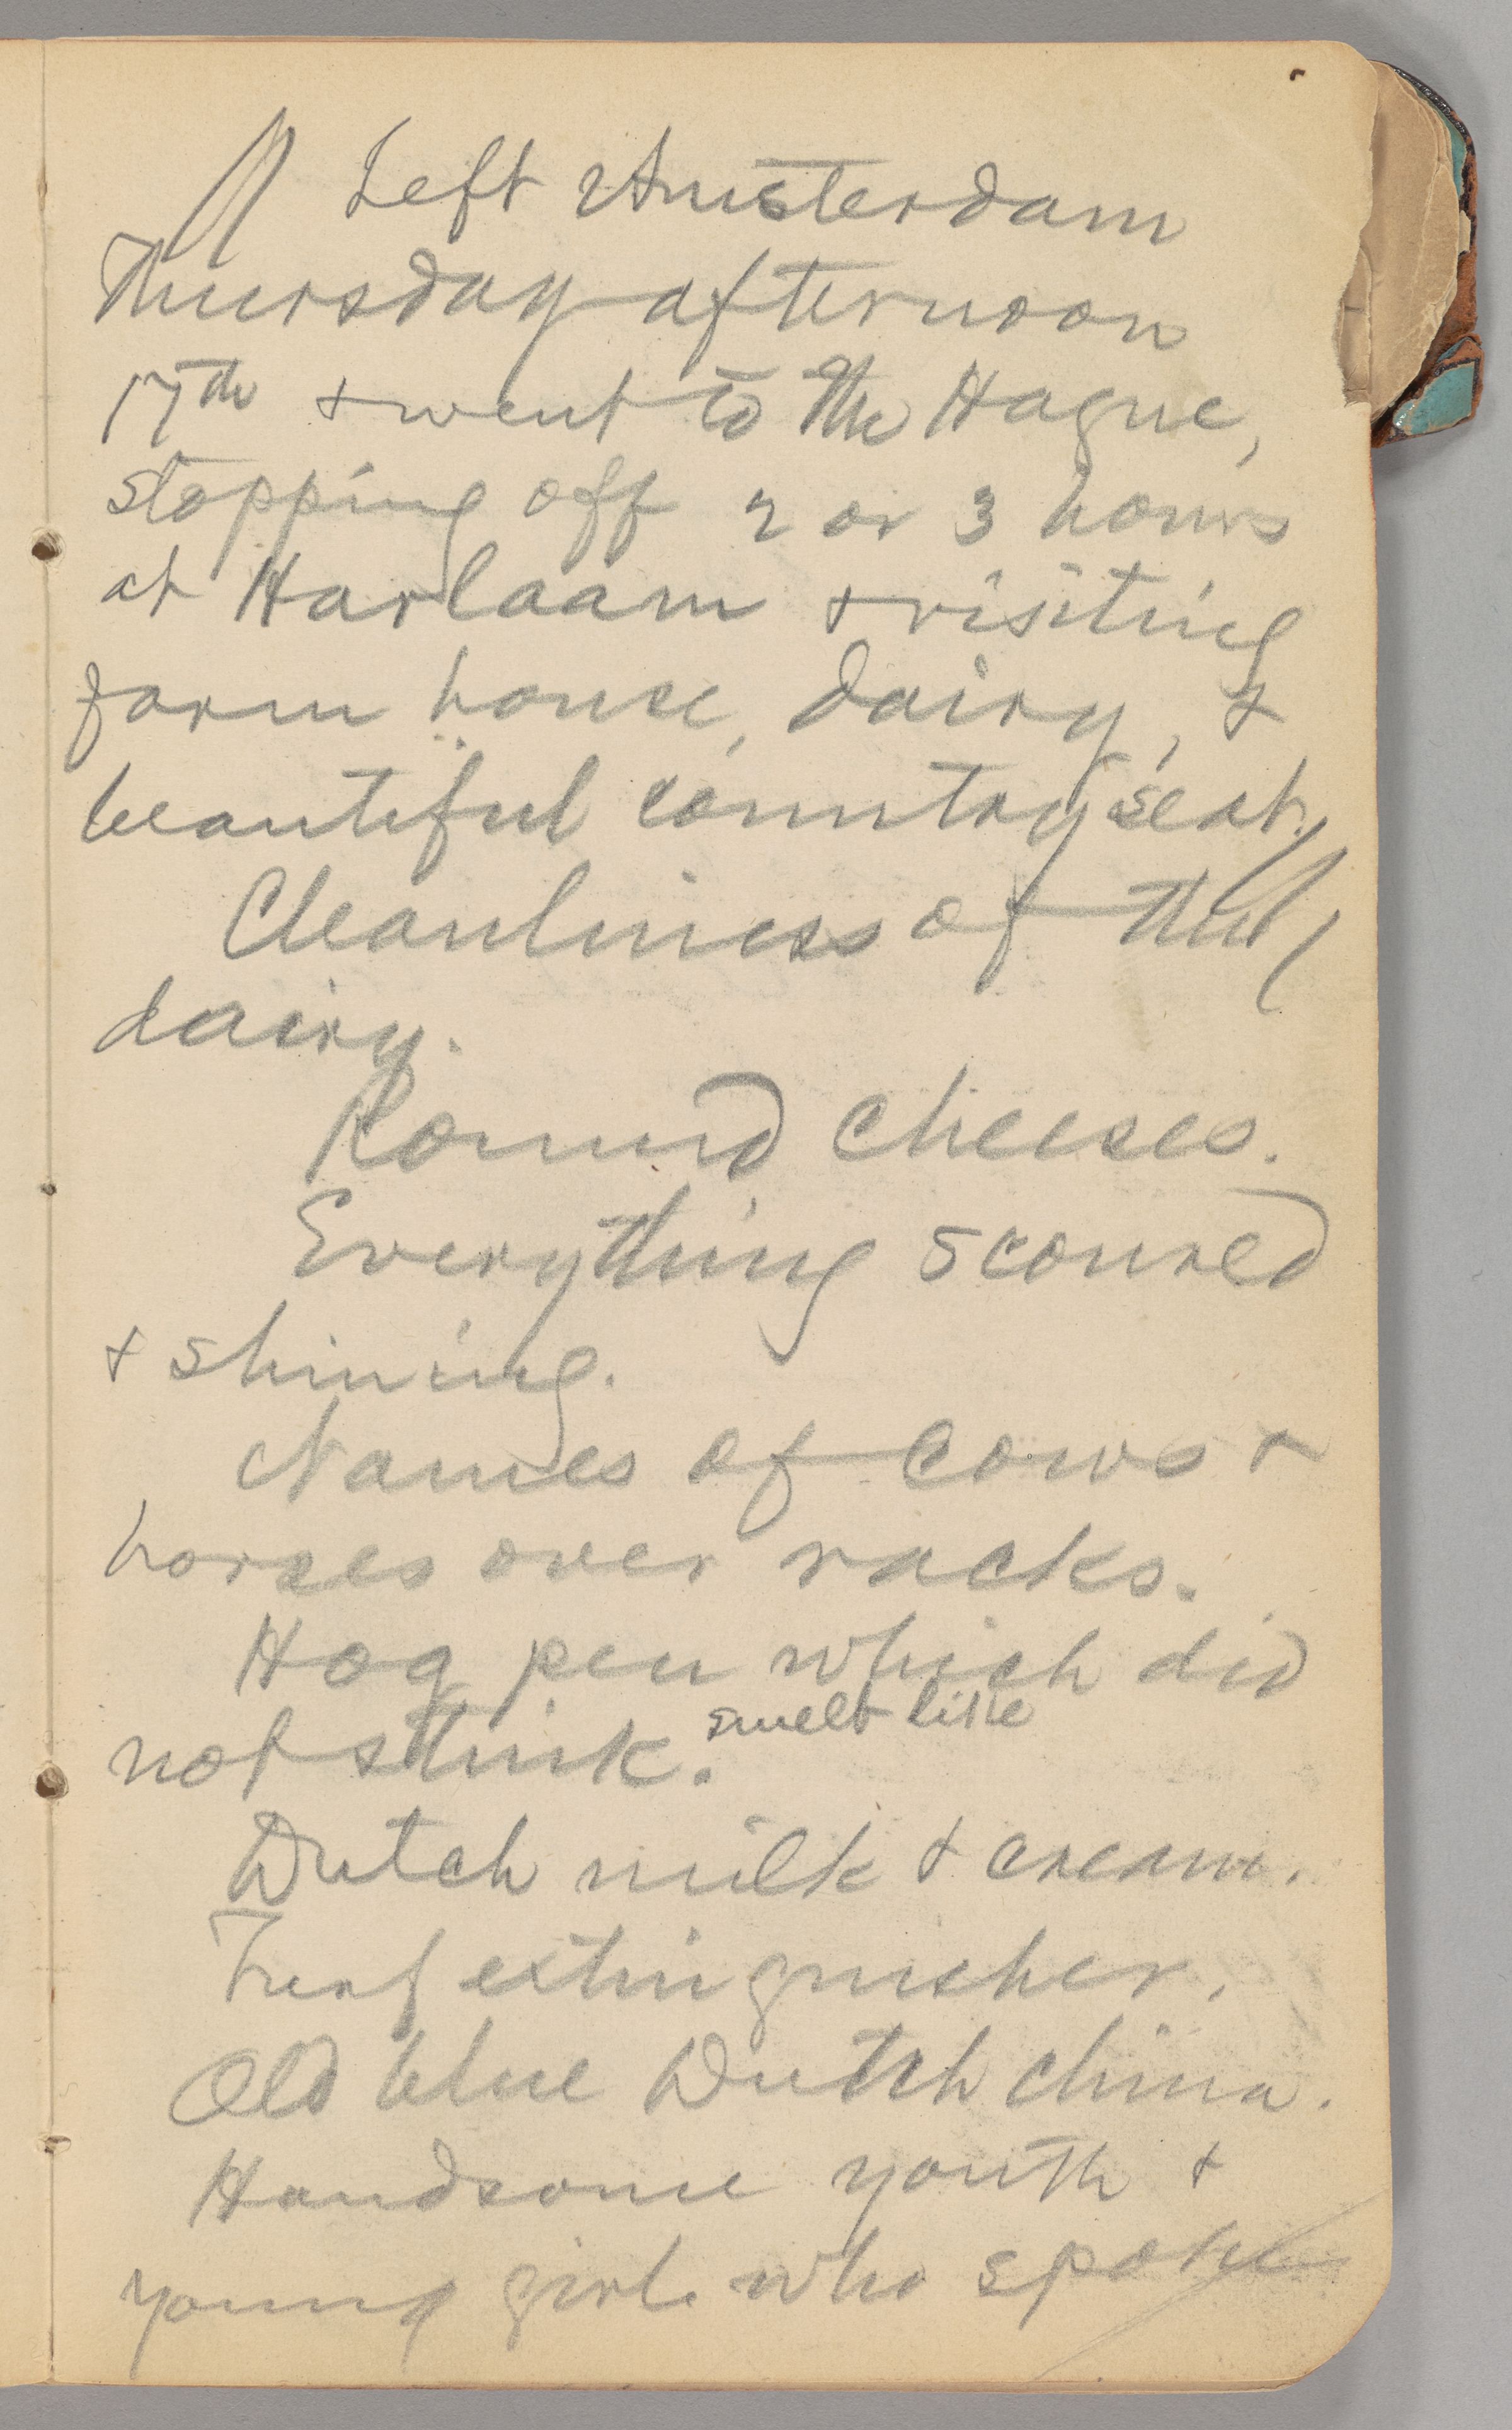 Left Amsterdam
Thursday afternoon
17th & went to The Hague,
stopping off 2 or 3 hours
at Harlaam & visiting
farm house, dairy, &
beautiful country seat.
Cleanliness of this
dairy.
Round cheeses.
Everything scoured
& shining.
Names of cows &
horses over racks.
Hog pen which did
smelt like
not stink.
Dutch milk & cream.
Turf extinguisher.
Old blue Dutch china.
Handsome youth &
young girl who spoke